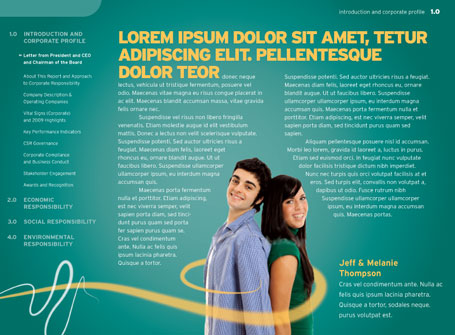 introduction and corporate profile 1.0
1.0 INTRODUCTION AND
CORPORATE PROFILE
Letter from President and CEO
and Chairman of the Board
About This Report and Approach
to Corporate Responsibility
Company Description &
Operating Companies
Vital Signs (Corporate)
and 2009 Highlights
Key Performance Indicators
CSR Governance
Corporate Compliance
and Business Conduct
Stakeholder Engagement
Awards and Recognition
2.0 ECONOMIC
RESPONSIBILITY
3.0 SOCIAL RESPONSIBILITY
4.0 ENVIRONMENTAL
RESPONSIBILITY
LOREM IPSUM DOLOR SIT AMET, TETUR
ADIPISCING ELIT. PELLENTESQUE
DOLOR TEOR donec neque
lectus, vehicula ut tristique fermentum, posuere vel
odio. Maecenas vitae magna eu risus congue placerat in
ac elit. Maecenas blandit accumsan massa, vitae gravida
felis ornare nec.
Suspendisse vel risus non libero fringilla
venenatis. Etiam molestie augue id elit vestibulum
mattis. Donec a lectus non velit scelerisque vulputate.
Suspendisse potenti. Sed auctor ultricies risus a
feugiat. Maecenas diam felis, laoreet eget
rhoncus eu, ornare blandit augue. Ut ut
faucibus libero. Suspendisse ullamcorper
ullamcorper ipsum, eu interdum magna
accumsan quis.
Maecenas porta fermentum
nulla et porttitor. Etiam adipiscing,
est nec viverra semper, velit
sapien porta diam, sed tinci-
dunt purus quam sed porta
fer sapien purus quam se.
Cras vel condimentum
ante. Nulla ac felis quis
ipsum lacinia pharetra.
Quisque a tortor.
Suspendisse potenti. Sed auctor ultricies risus a feugiat.
Maecenas diam felis, laoreet eget rhoncus eu, ornare
blandit augue. Ut ut faucibus libero. Suspendisse
ullamcorper ullamcorper ipsum, eu interdum magna
accumsan quis. Maecenas porta fermentum nulla et
porttitor. Etiam adipiscing, est nec viverra semper, velit
sapien porta diam, sed tincidunt purus quam sed
sapien.
Aliquam pellentesque posuere nisl id accumsan.
Morbi leo lorem, gravida id laoreet a, luctus in purus.
Etiam sed euismod orci. In feugiat nunc vulputate
dolor facilisis tristique dictum nibh imperdiet.
Nunc nec turpis quis orci volutpat facilisis at et
eros. Sed turpis elit, convallis non volutpat a,
dapibus ut odio. Fusce rutrum nibh
Suspendisse ullamcorper ullamcorper
ipsum, eu interdum magna accumsan
quis. Maecenas portas.
Jeff & Melanie
Thompson
Cras vel condimentum ante. Nulla ac
felis quis ipsum lacinia pharetra.
Quisque a tortor, sodales neque,
purus volutpat est.